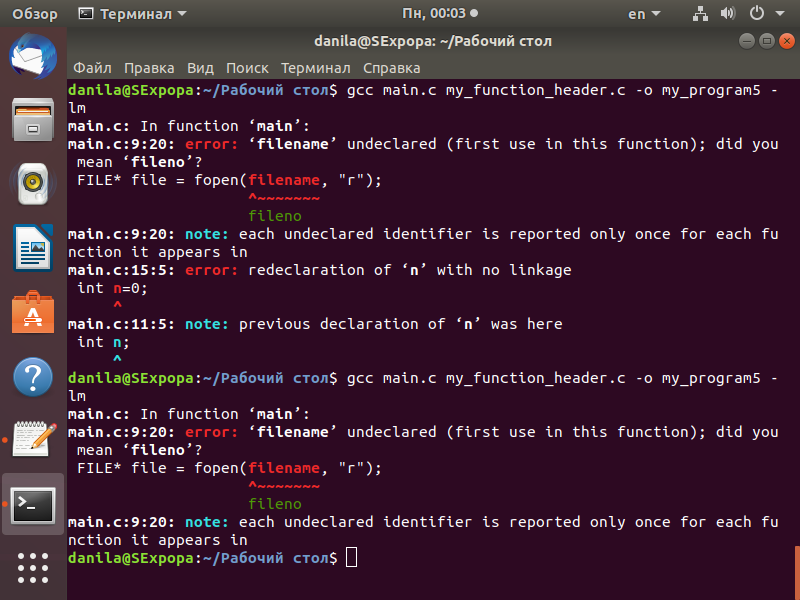 Обзор Терминал Пн, 00:03 en
danila@SExpopa: ~/Рабочий стол
Файл Правка Вид Поиск Терминал Справка
danila@SExpopa:~/Рабочий стол$ gcc main.c my_function_header.c -o my_program5 -
lm
main.c: In function ‘main’:
main.c:9:20: error: ‘filename’ undeclared (first use in this function); did you
 mean ‘fileno’?
 FILE* file = fopen(filename, "r");
                    ^~~~~~~~
                    fileno
main.c:9:20: note: each undeclared identifier is reported only once for each fu
nction it appears in
main.c:15:5: error: redeclaration of ‘n’ with no linkage
 int n=0;
     ^
main.c:11:5: note: previous declaration of ‘n’ was here
 int n;
     ^
danila@SExpopa:~/Рабочий стол$ gcc main.c my_function_header.c -o my_program5 -
lm
main.c: In function ‘main’:
main.c:9:20: error: ‘filename’ undeclared (first use in this function); did you
 mean ‘fileno’?
 FILE* file = fopen(filename, "r");
                    ^~~~~~~~
                    fileno
main.c:9:20: note: each undeclared identifier is reported only once for each fu
nction it appears in
danila@SExpopa:~/Рабочий стол$